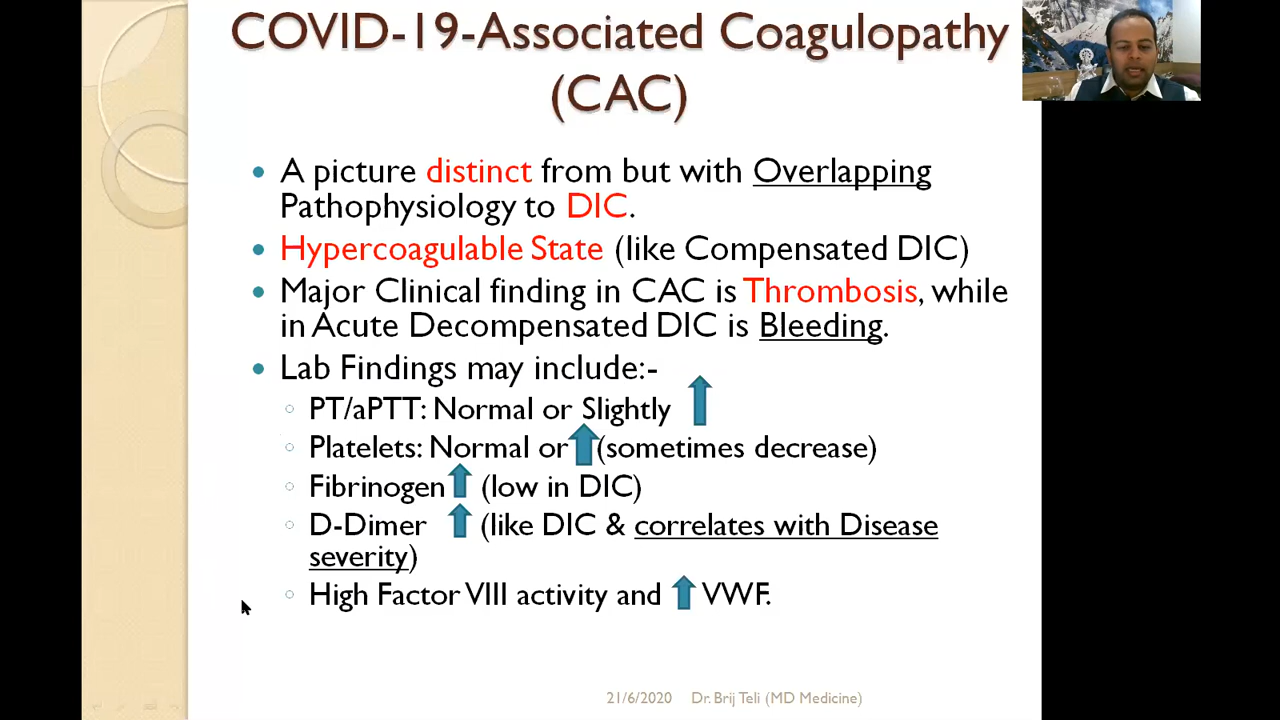 COVID-19-Associated Coagulopathy
(CAC)
A picture distinct from but with Overlapping
Pathophysiology to DIC.
Hypercoagulable State (like Compensated DIC)
Major Clinical finding in CAC is Thrombosis, while
in Acute Decompensated DIC is Bleeding.
Lab Findings may include:-
PT/aPTT: Normal or Slightly
Platelets: Normal or (sometimes decrease)
Fibrinogen (low in DIC)
D-Dimer (like DIC & correlates with Disease
severity)
High Factor VIII activity and VWF.
21/6/2020 Dr. Brij Teli (MD Medicine)